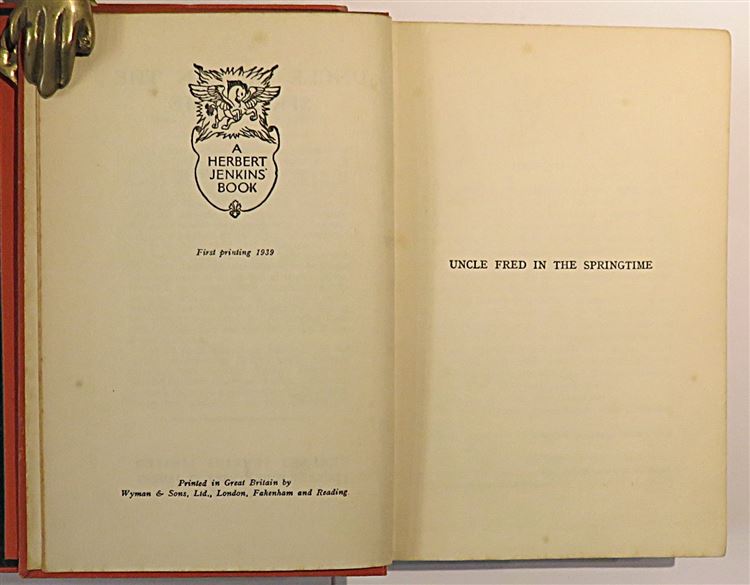 A
HERBERT
JENKINS'
BOOK
First printing 1939
Printed in Great Britain by
Wyman & Sons, Ltd., London, Fakenham and Reading
UNCLE FRED IN THE SPRINGTIME